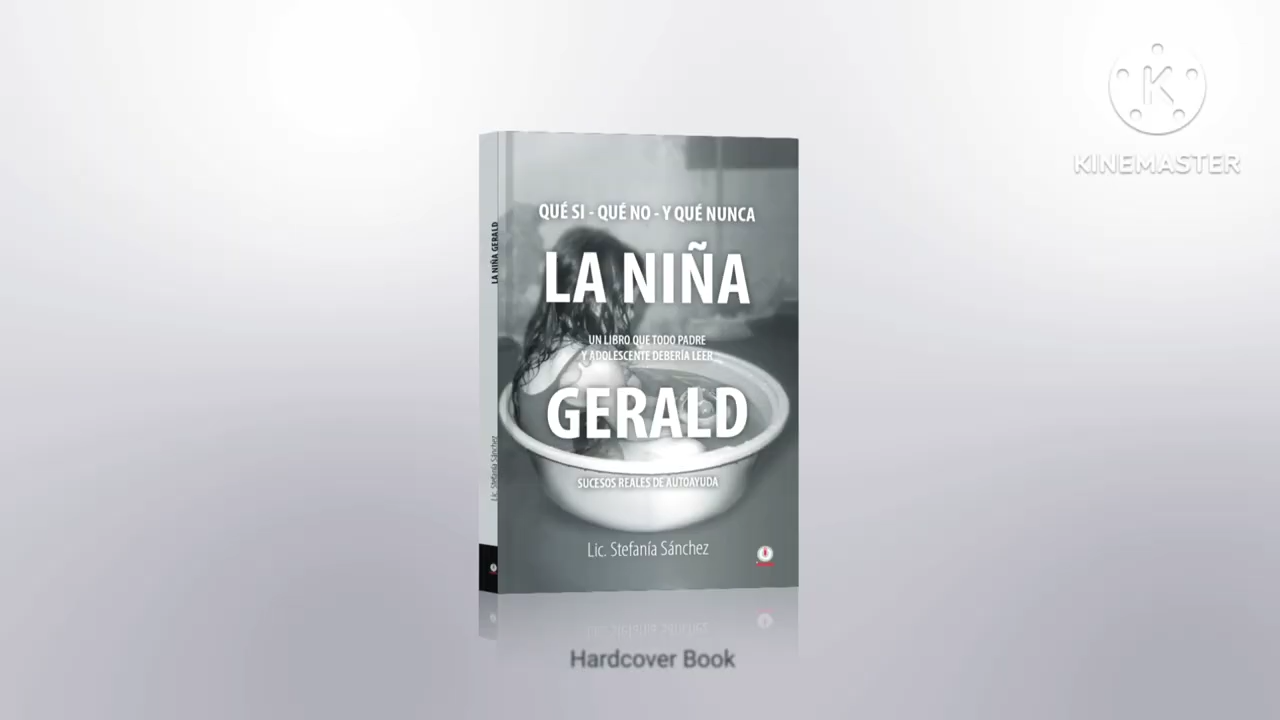 KINEMASTER
QUÉ SI - QUÉ NO - Y QUÉ NUNCA
LA NIÑA
UN LIBRO QUE TODO PADRE
Y ADOLESCENTE DEBERÍA LEER
GERALD
SUCESOS REALES DE AUTOAYUDA
Lic. Stefanía Sánchez
LA NIÑA GERALD
Lic. Stefanía Sánchez
Hardcover Book